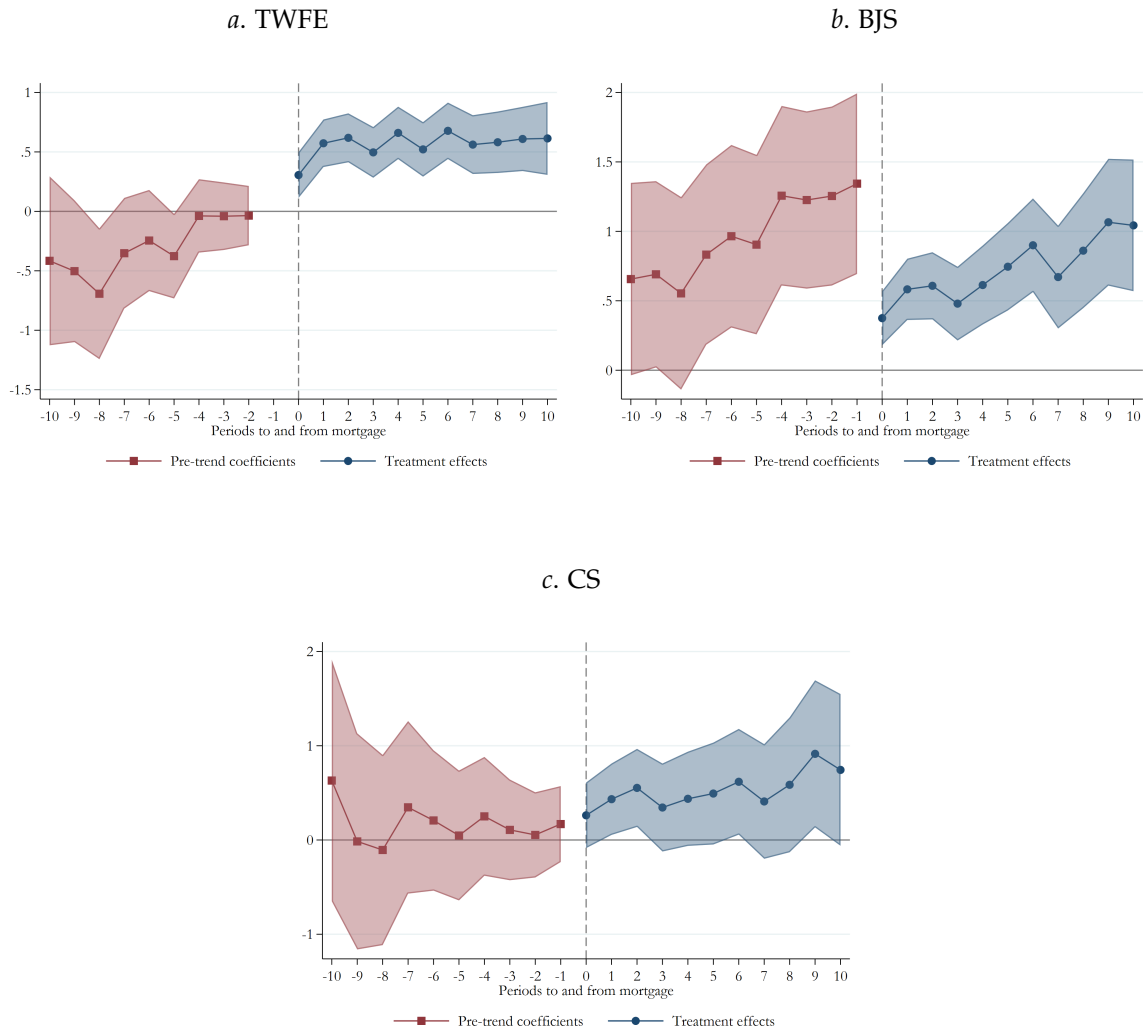 a. TWFE
1
.5
0
-.5
-1
-1.5
-10 -9 -8 -7 -6 -5 -4 -3 -2 -1 0 1 2 3 4 5 6 7 8 9 10
Periods to and from mortgage
Pre-trend coefficients Treatment effects
b. BJS
2
1.5
1
.5
0
-10 -9 -8 -7 -6 -5 -4 -3 -2 -1 0 1 2 3 4 5 6 7 8 9 10
Periods to and from mortgage
Pre-trend coefficients Treatment effects
c. CS
2
1
0
-1
-10 -9 -8 -7 -6 -5 -4 -3 -2 -1 0 1 2 3 4 5 6 7 8 9 10
Periods to and from mortgage
Pre-trend coefficients Treatment effects